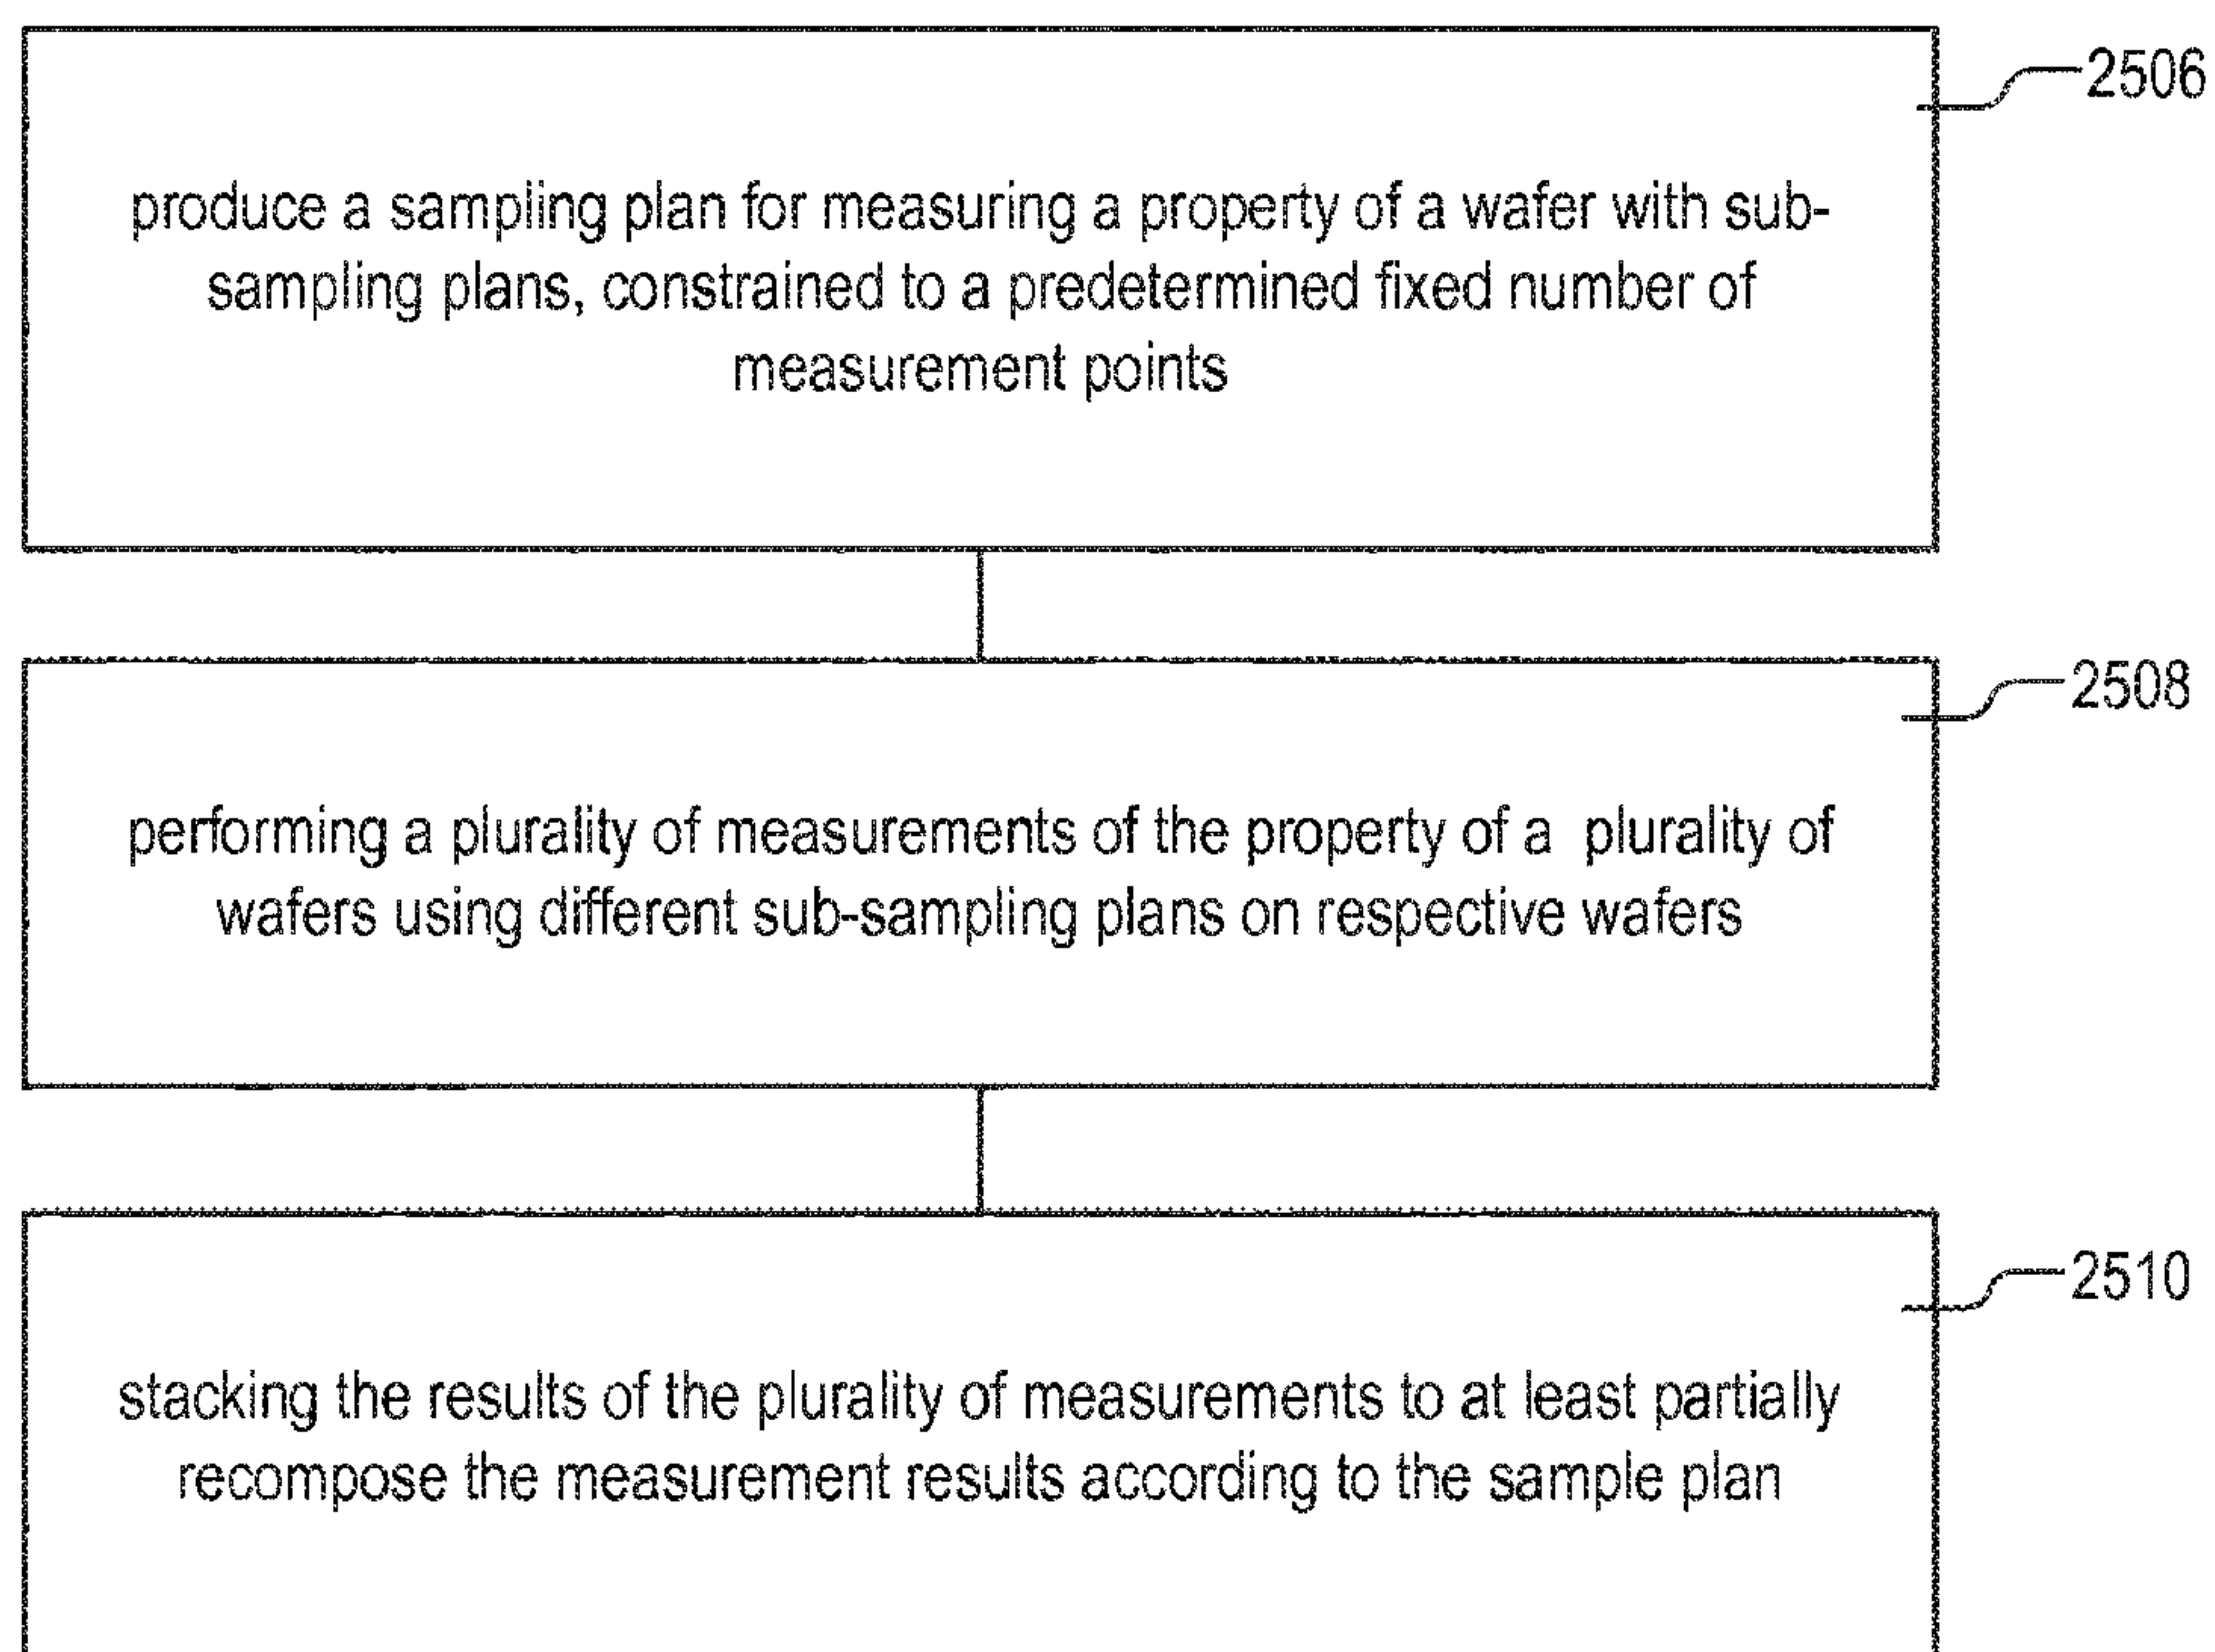 2506
produce a sampling plan for measuring a property of a wafer with sub-
sampling plans, constrained to a predetermined fixed number of
measurement points
2508
performing a plurality of measurements of the property of a plurality of
wafers using different sub-sampling plans on respective wafers
2510
stacking the results of the plurality of measurements to at least partially
recompose the measurement results according to the sample plan